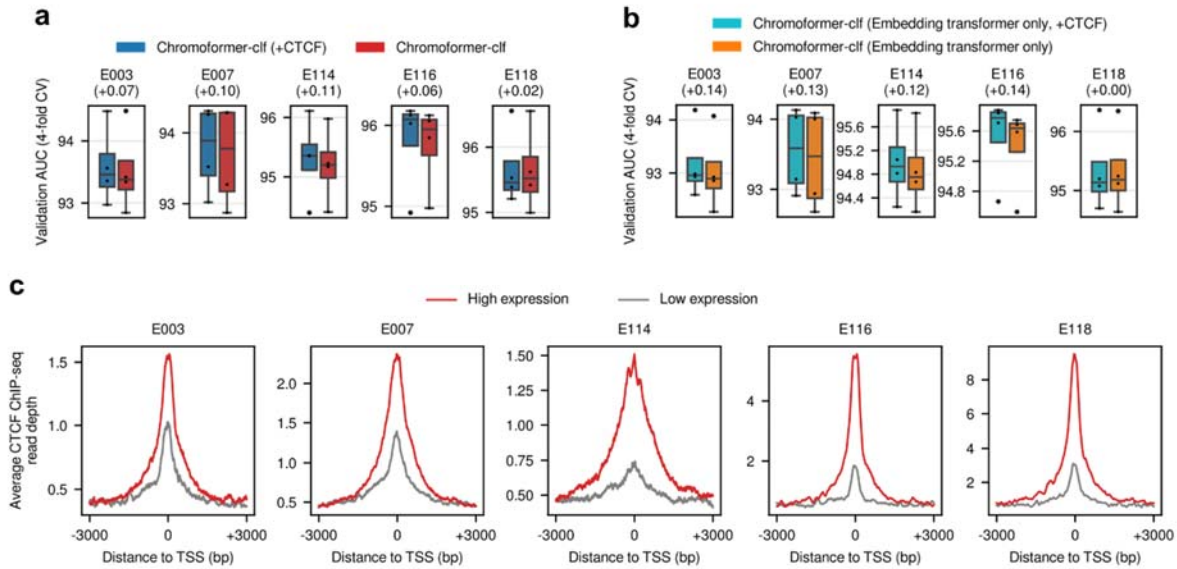 a
Chromoformer-clf (+CTCF) Chromoformer-clf
E003 E007 E114 E116 E118
(+0.07) (+0.10) (+0.11) (+0.06) (+0.02)
Validation AUC (4-fold CV)
94
93
94
93
95
96
95
96
95
b
Chromoformer-clf (Embedding transformer only, +CTCF)
Chromoformer-clf (Embedding transformer only)
E003 E007 E114 E116 E118
(+0.14) (+0.13) (+0.12) (+0.14) (+0.00)
Validation AUC (4-fold CV)
94
93
94
93
95.6
95.2
94.8
94.4
95.6
95.2
94.8
96
95
c
High expression Low expression
E003 E007 E114 E116 E118
Average CTCF ChIP-seq
read depth
1.5
1.0
0.5
2.0
1.5
1.0
0.5
1.50
1.25
1.00
0.75
0.50
4
2
8
6
4
2
-3000 0 +3000 -3000 0 +3000 -3000 0 +3000 -3000 0 +3000 -3000 0 +3000
Distance to TSS (bp) Distance to TSS (bp) Distance to TSS (bp) Distance to TSS (bp) Distance to TSS (bp)